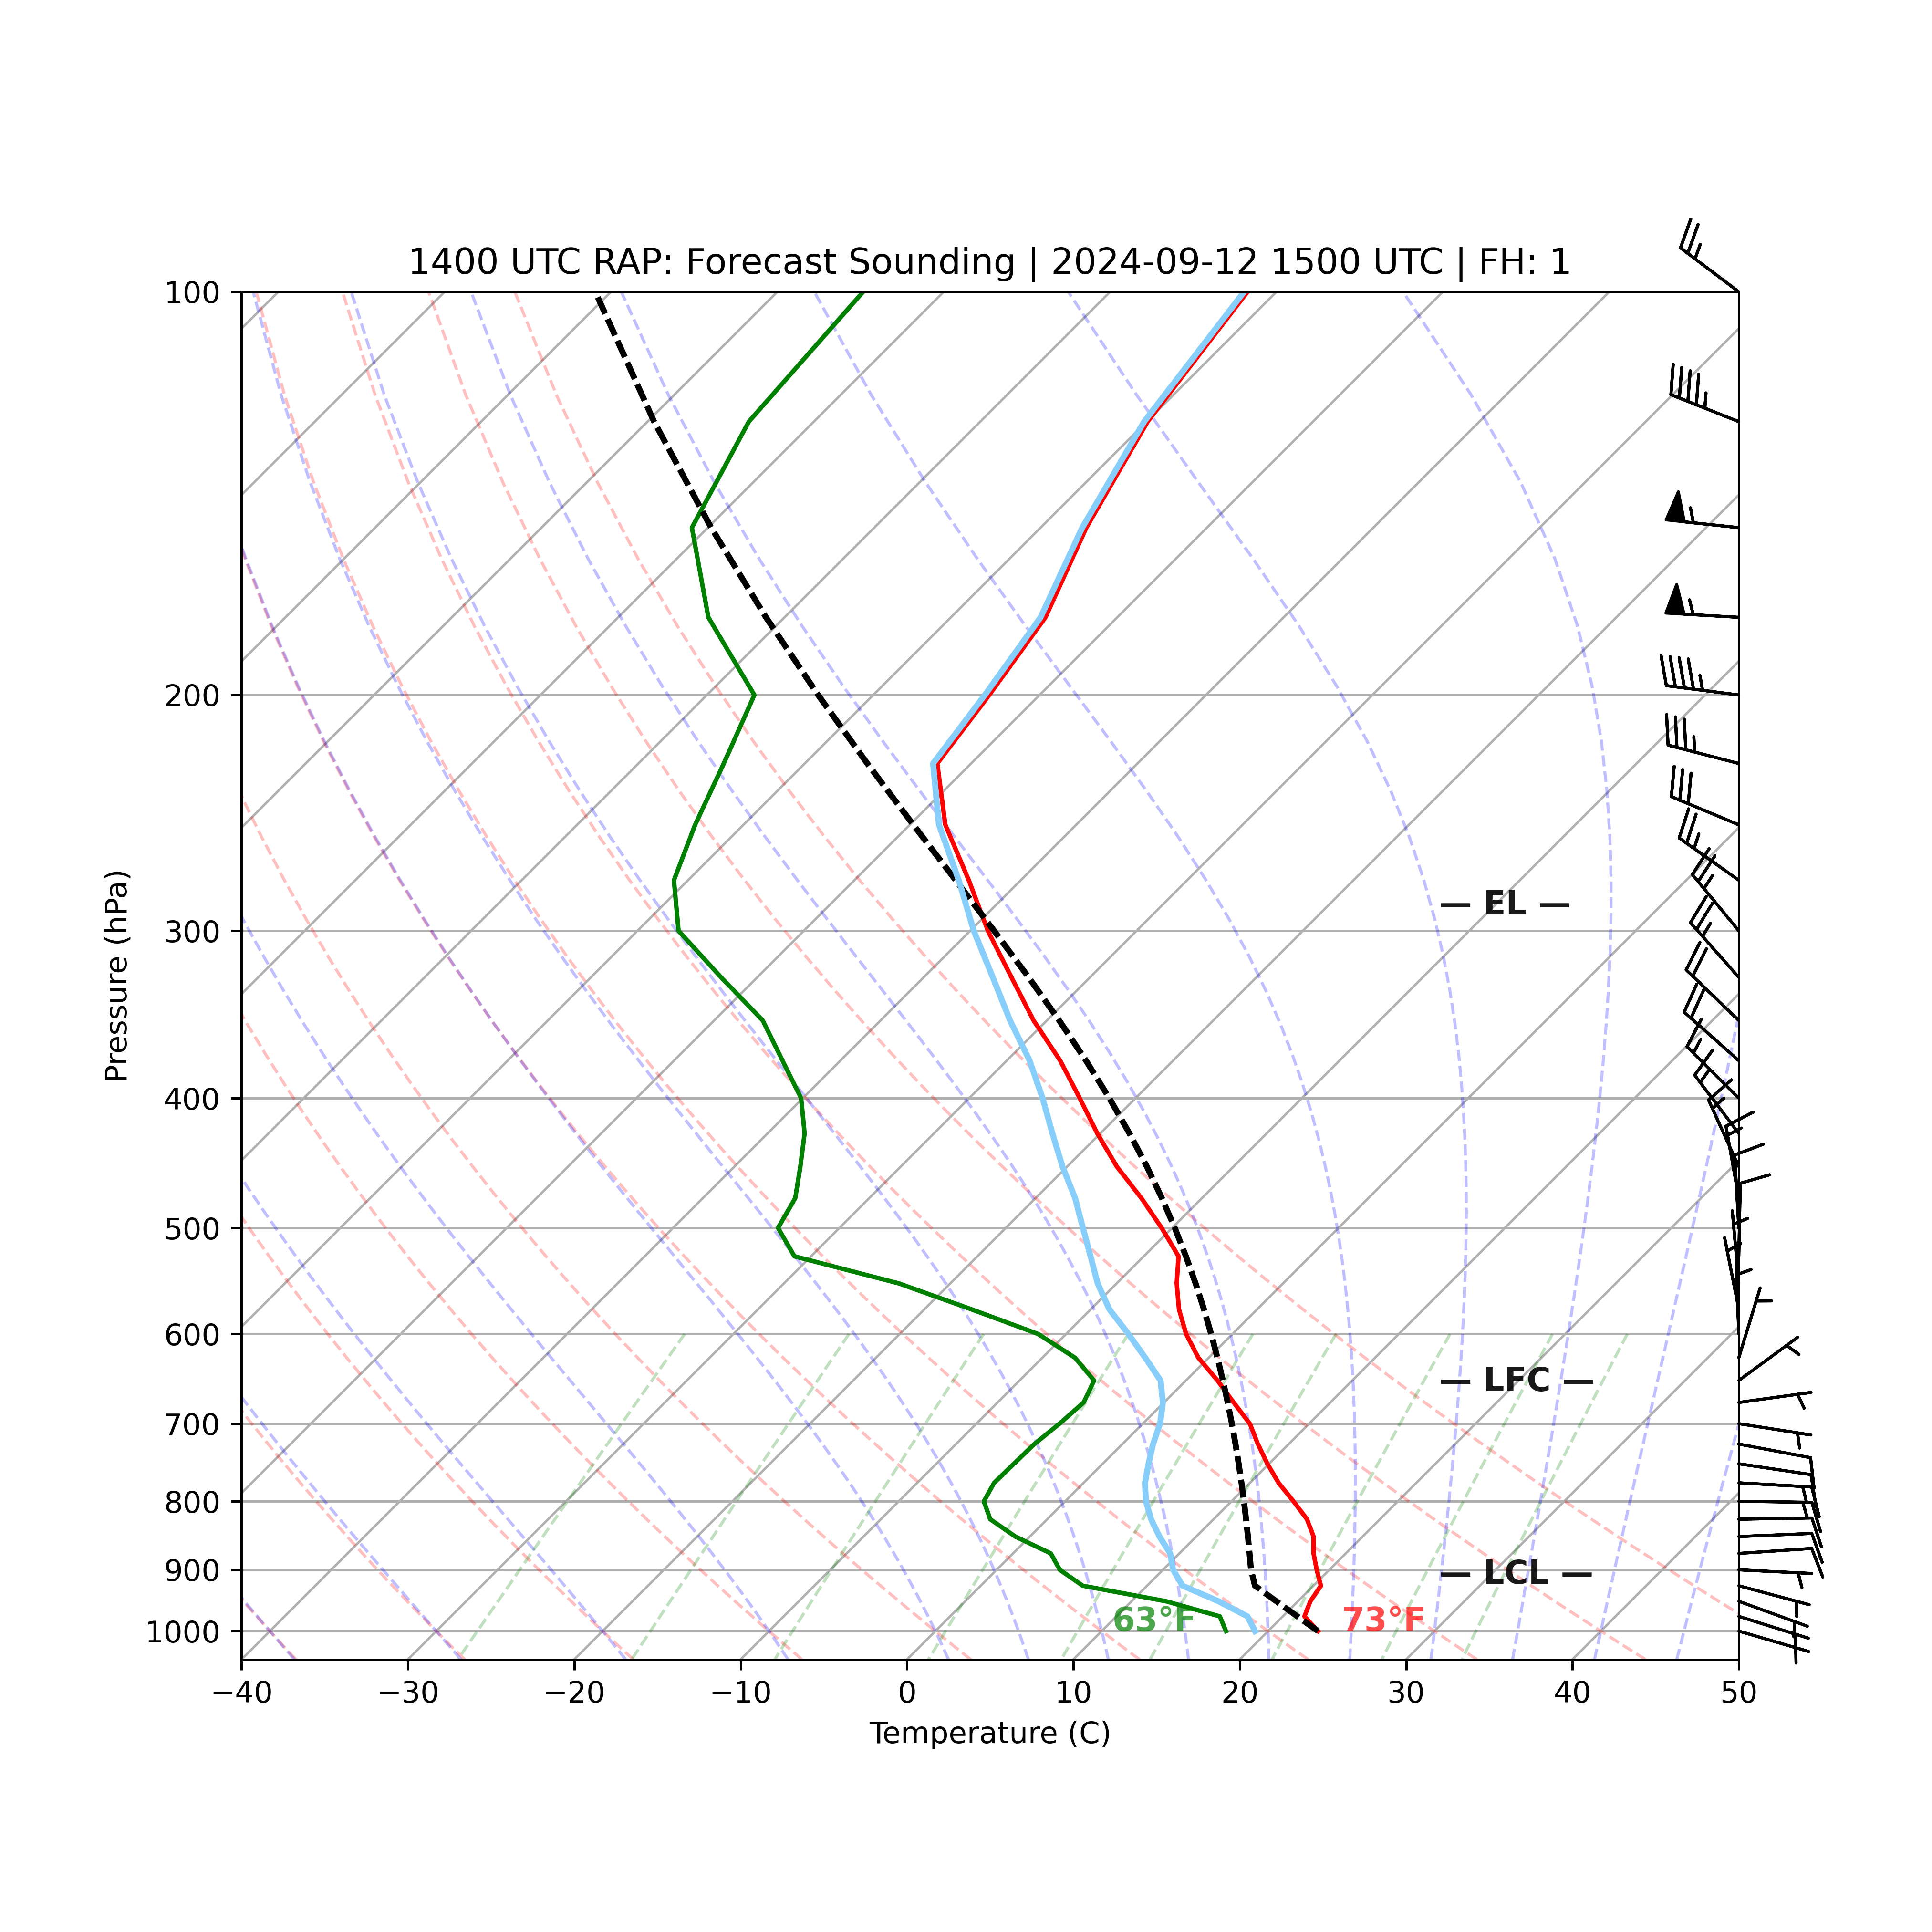 1400 UTC RAP: Forecast Sounding | 2024-09-12 1500 UTC | FH: 1
100
200
300
400
500
600
700
800
900
1000
Pressure (hPa)
— EL —
— LFC —
— LCL —
63°F
73°F
−40 −30 −20 −10 0 10 20 30 40 50
Temperature (C)